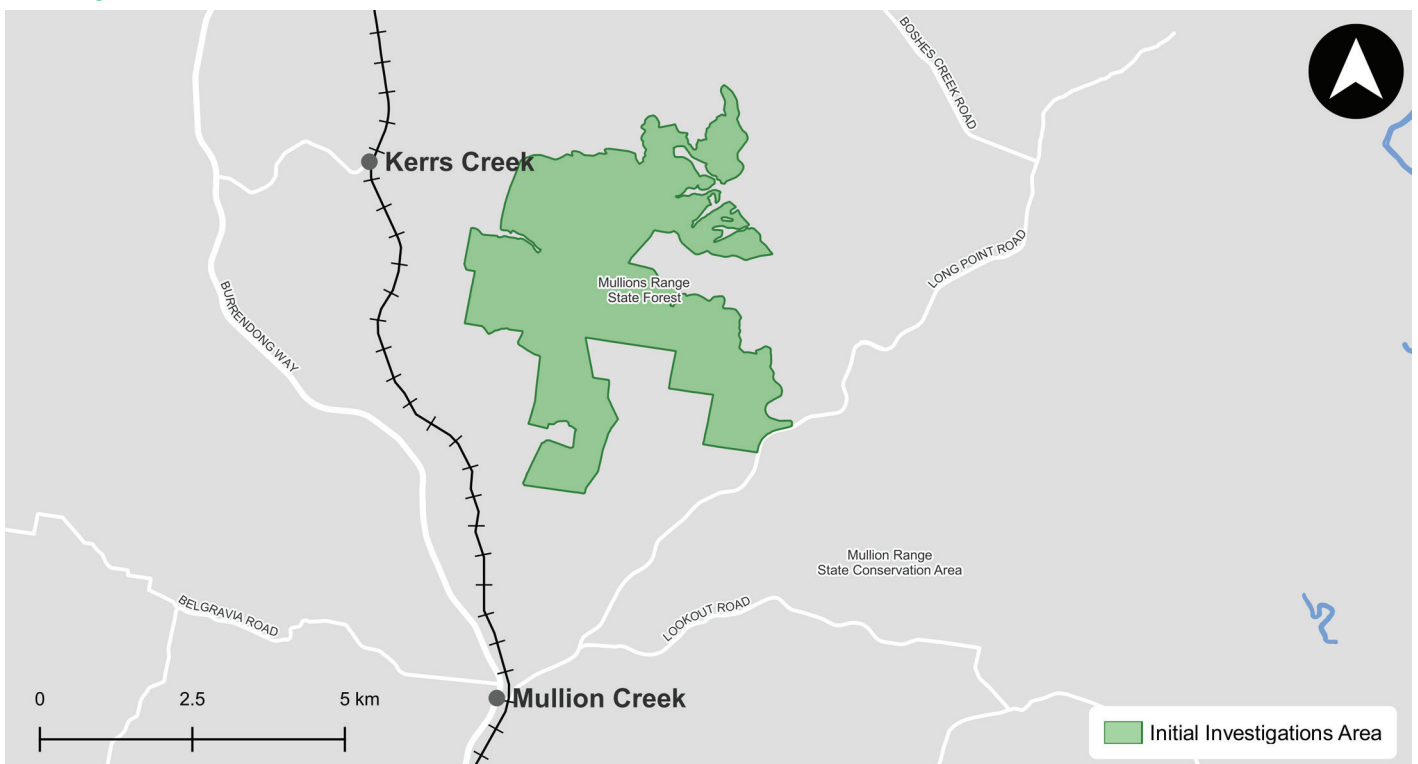 BOSHES CREEK ROAD
Kerrs Creek
LONG POINT ROAD
Mullions Range
State Forest
BURRENDONG WAY
Mullion Range
State Conservation Area
BELGRAVIA ROAD
LOOKOUT ROAD
0 2.5 5 km
Mullion Creek
Initial Investigations Area